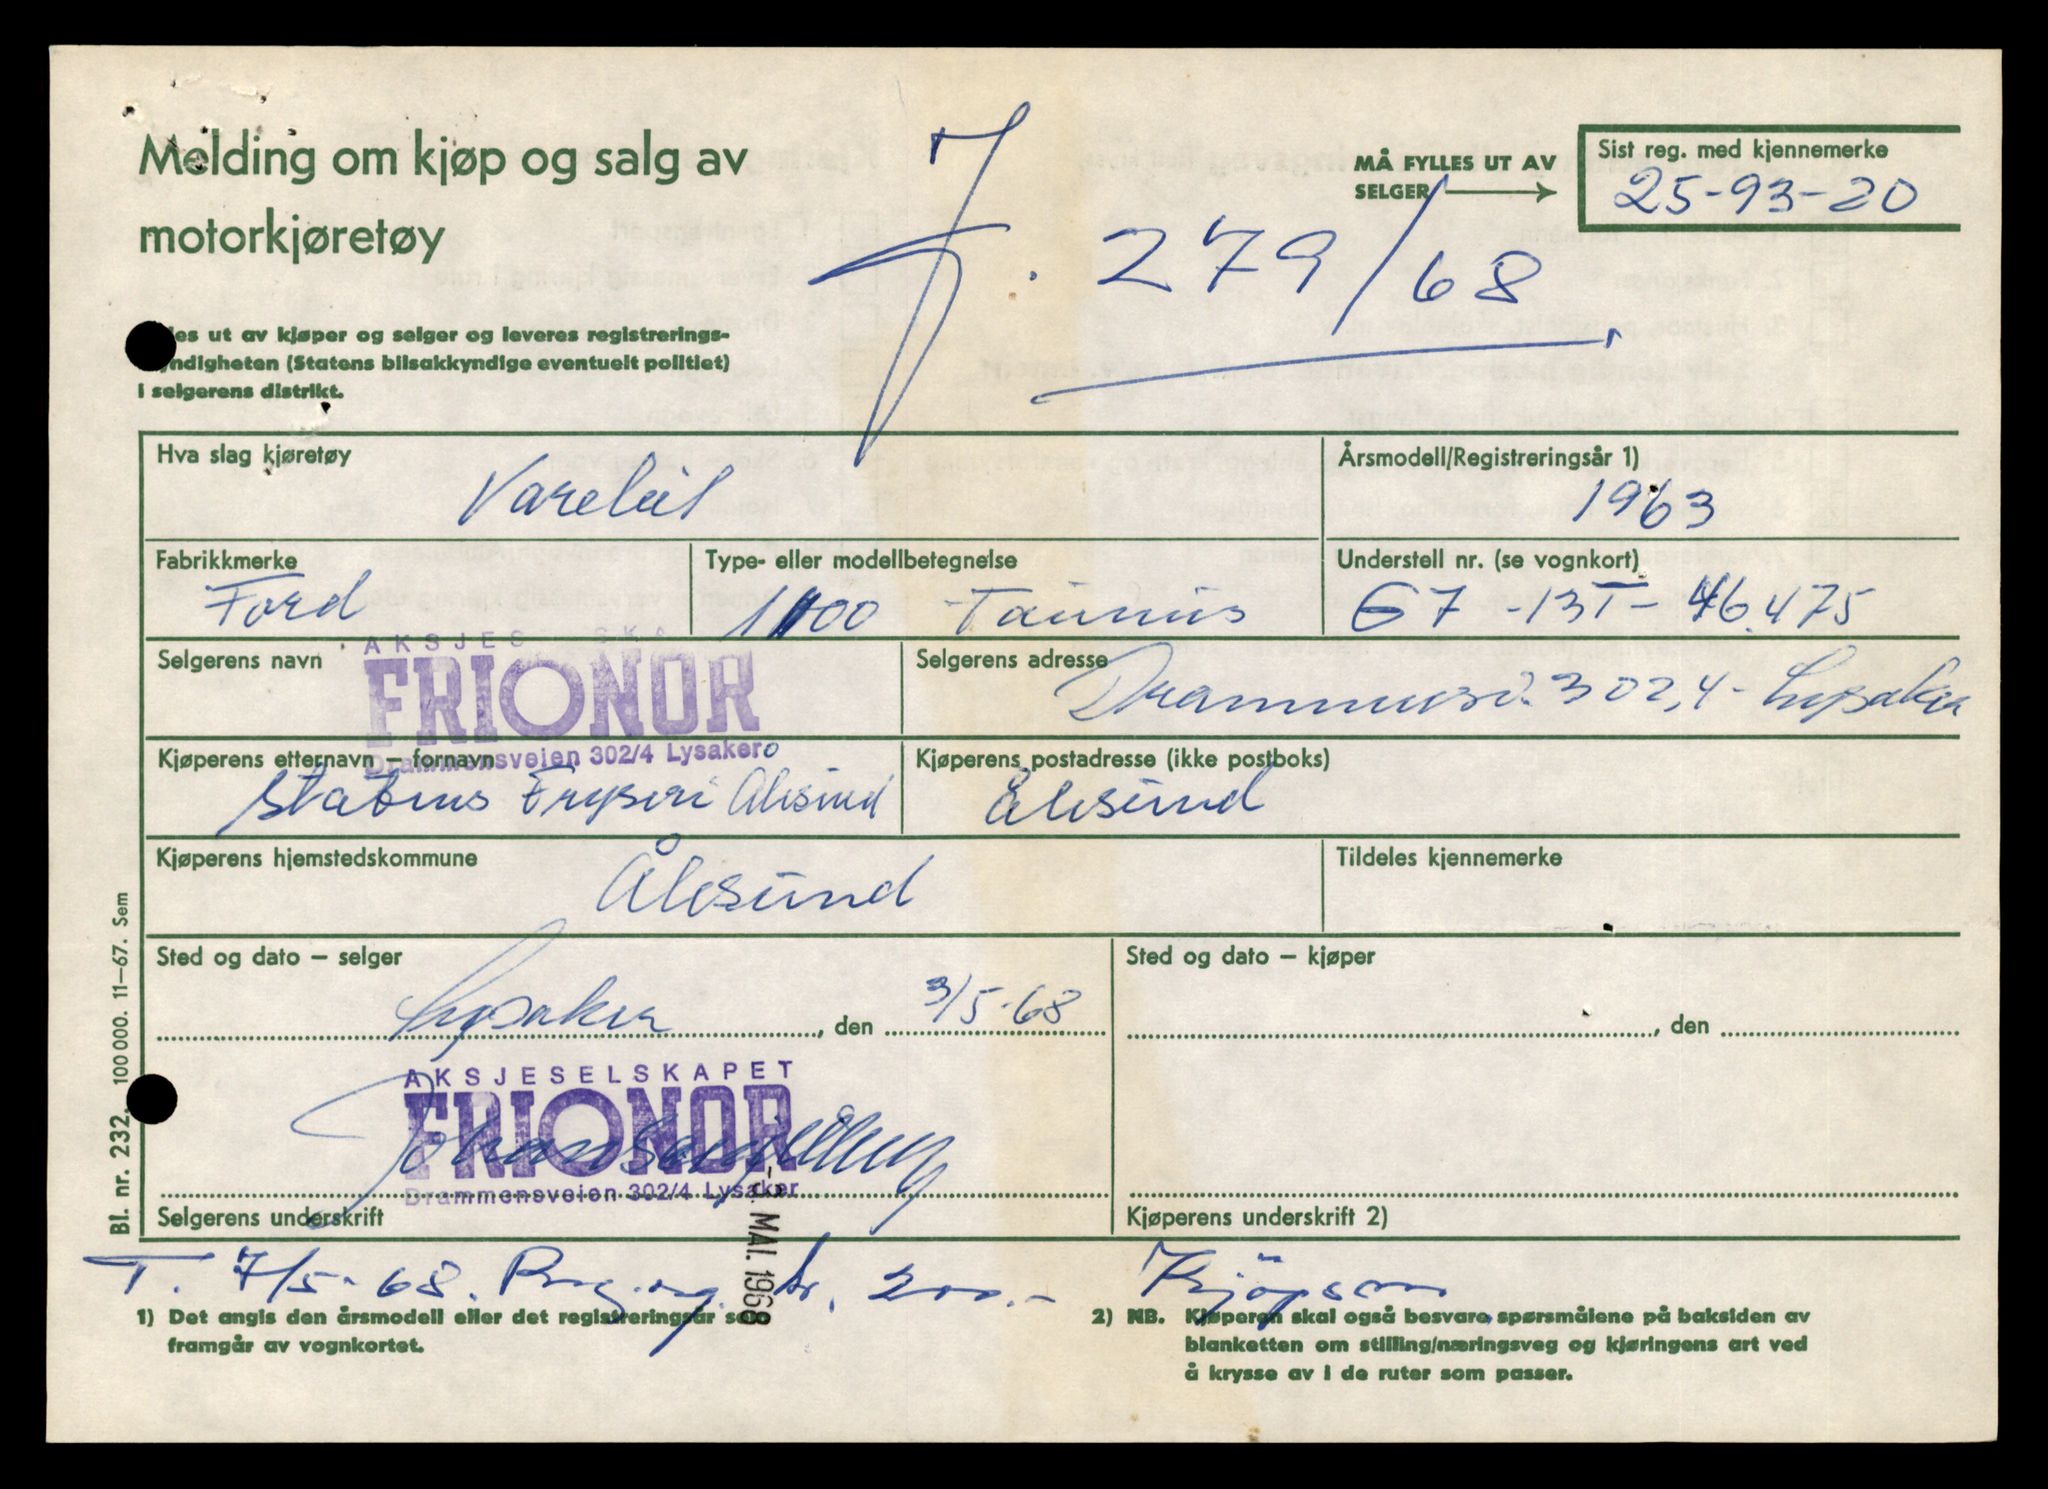 Melding om kjøp og salg av
motorkjøretøy
J. 279/68
MÅ FYLLES UT AV
SELGER
Sist reg. med kjennemerke
25-93-20
es ut av kjøper og selger og leveres registrerings-
yndigheten (Statens bilsakkyndige eventuelt politiet)
i selgerens distrikt.
Hva slag kjøretøy
Varebil
Årsmodell/Registreringsår 1)
1963
Fabrikkmerke
Ford
Type- eller modellbetegnelse
1100 Taunus
Understell nr. (se vognkort)
G7-13T-46.475
Selgerens navn
AKSJES SKA
FRIONOR
Drammensveien 302/4 Lysaker
Selgerens adresse
Drammensv. 302,4 - Lysaker
Kjøperens etternavn – fornavn
Statens Fryseri Ålesund
Kjøperens postadresse (ikke postboks)
Ålesund
Kjøperens hjemstedskommune
Ålesund
Tildeles kjennemerke
Sted og dato – selger
Lysaker, den 3/5-68
Sted og dato – kjøper
, den
AKSJESELSKAPET
FRIONOR
Drammensveien 302/4 Lysaker
Selgerens underskrift
Kjøperens underskrift 2)
MAI. 1968
T. 7/5-68. kr. 200.-
1) Det angis den årsmodell eller det registreringsår som
framgår av vognkortet.
2) NB. Kjøperen skal også besvare spørsmålene på baksiden av
blanketten om stilling/næringsveg og kjøringens art ved
å krysse av i de ruter som passer.
Bl. nr. 232. 100 000. 11–67. Sem